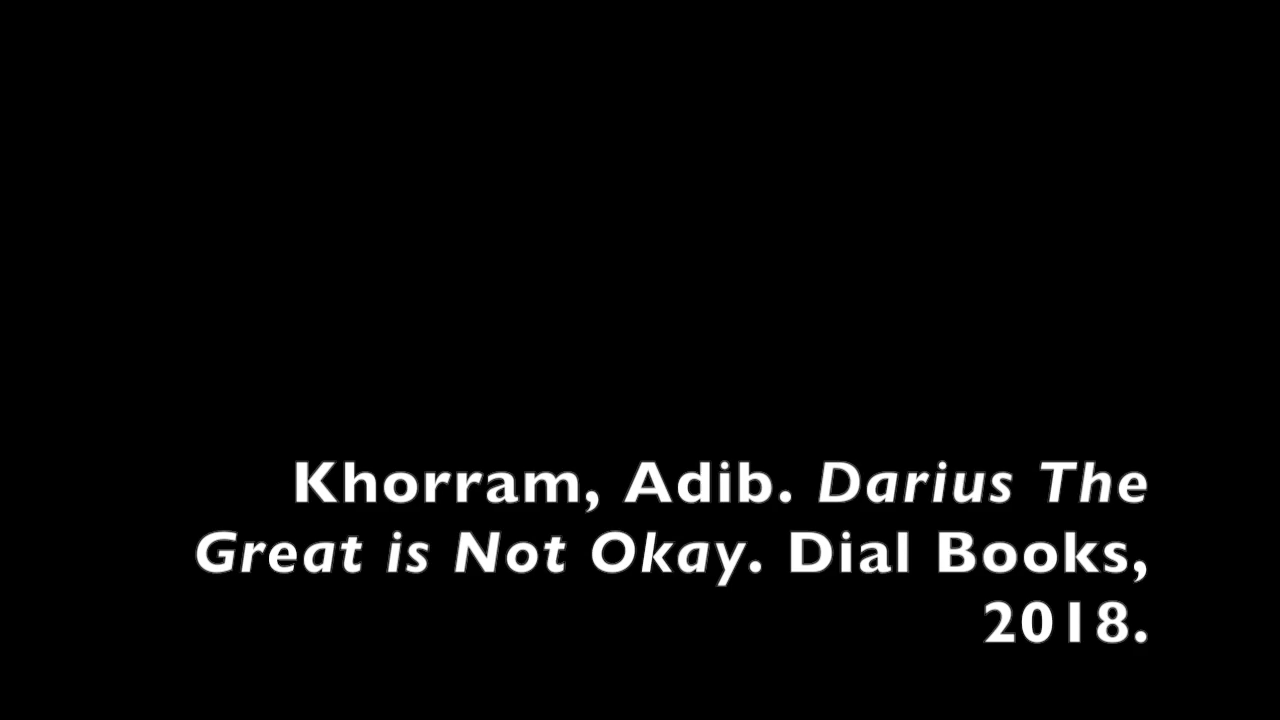 Khorram, Adib. Darius The
Great is Not Okay. Dial Books,
2018.